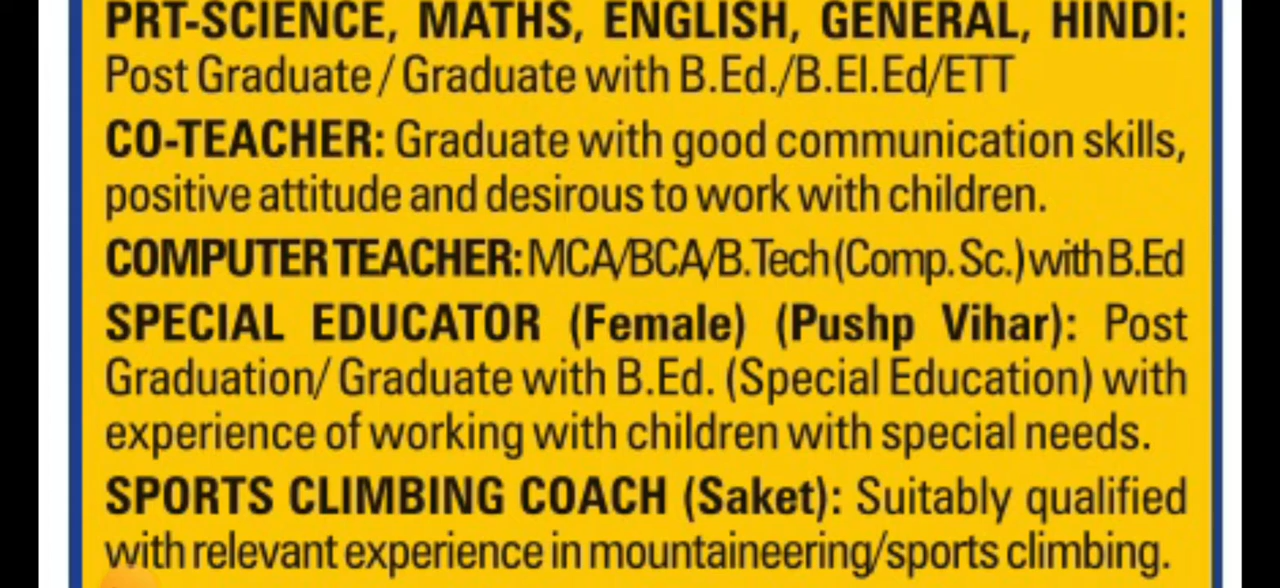 PRT-SCIENCE, MATHS, ENGLISH, GENERAL, HINDI:
Post Graduate / Graduate with B.Ed./B.El.Ed/ETT
CO-TEACHER: Graduate with good communication skills,
positive attitude and desirous to work with children.
COMPUTER TEACHER: MCA/BCA/B.Tech (Comp. Sc.) with B.Ed
SPECIAL EDUCATOR (Female) (Pushp Vihar): Post
Graduation/ Graduate with B.Ed. (Special Education) with
experience of working with children with special needs.
SPORTS CLIMBING COACH (Saket): Suitably qualified
with relevant experience in mountaineering/sports climbing.